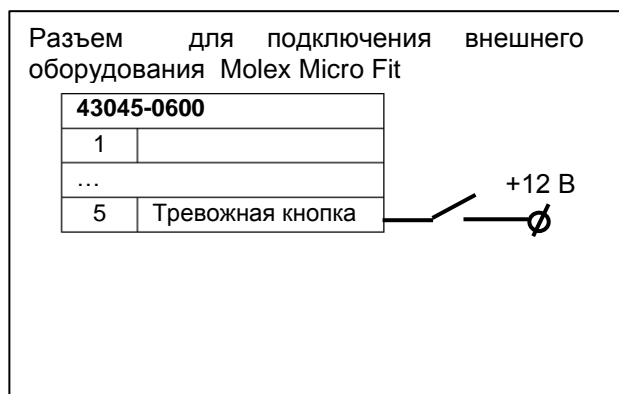 Разъем для подключения внешнего
оборудования Molex Micro Fit
43045-0600
1
…
+12 В
5 Тревожная кнопка